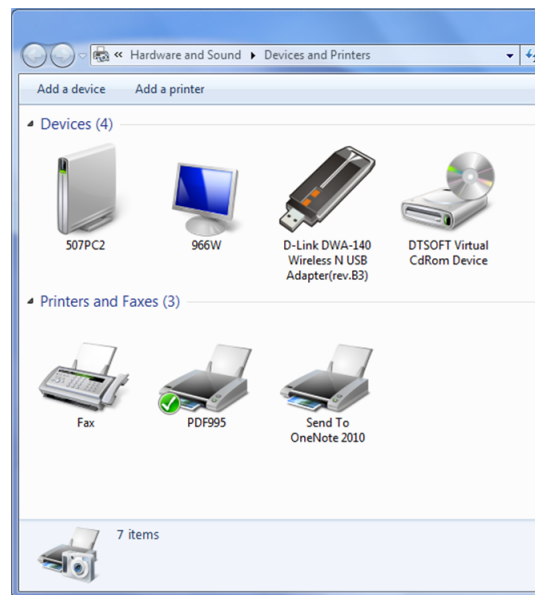 « Hardware and Sound ▸ Devices and Printers
Add a device Add a printer
Devices (4)
507PC2
966W
D-Link DWA-140
Wireless N USB
Adapter(rev.B3)
DTSOFT Virtual
CdRom Device
Printers and Faxes (3)
Fax
PDF995
Send To
OneNote 2010
7 items